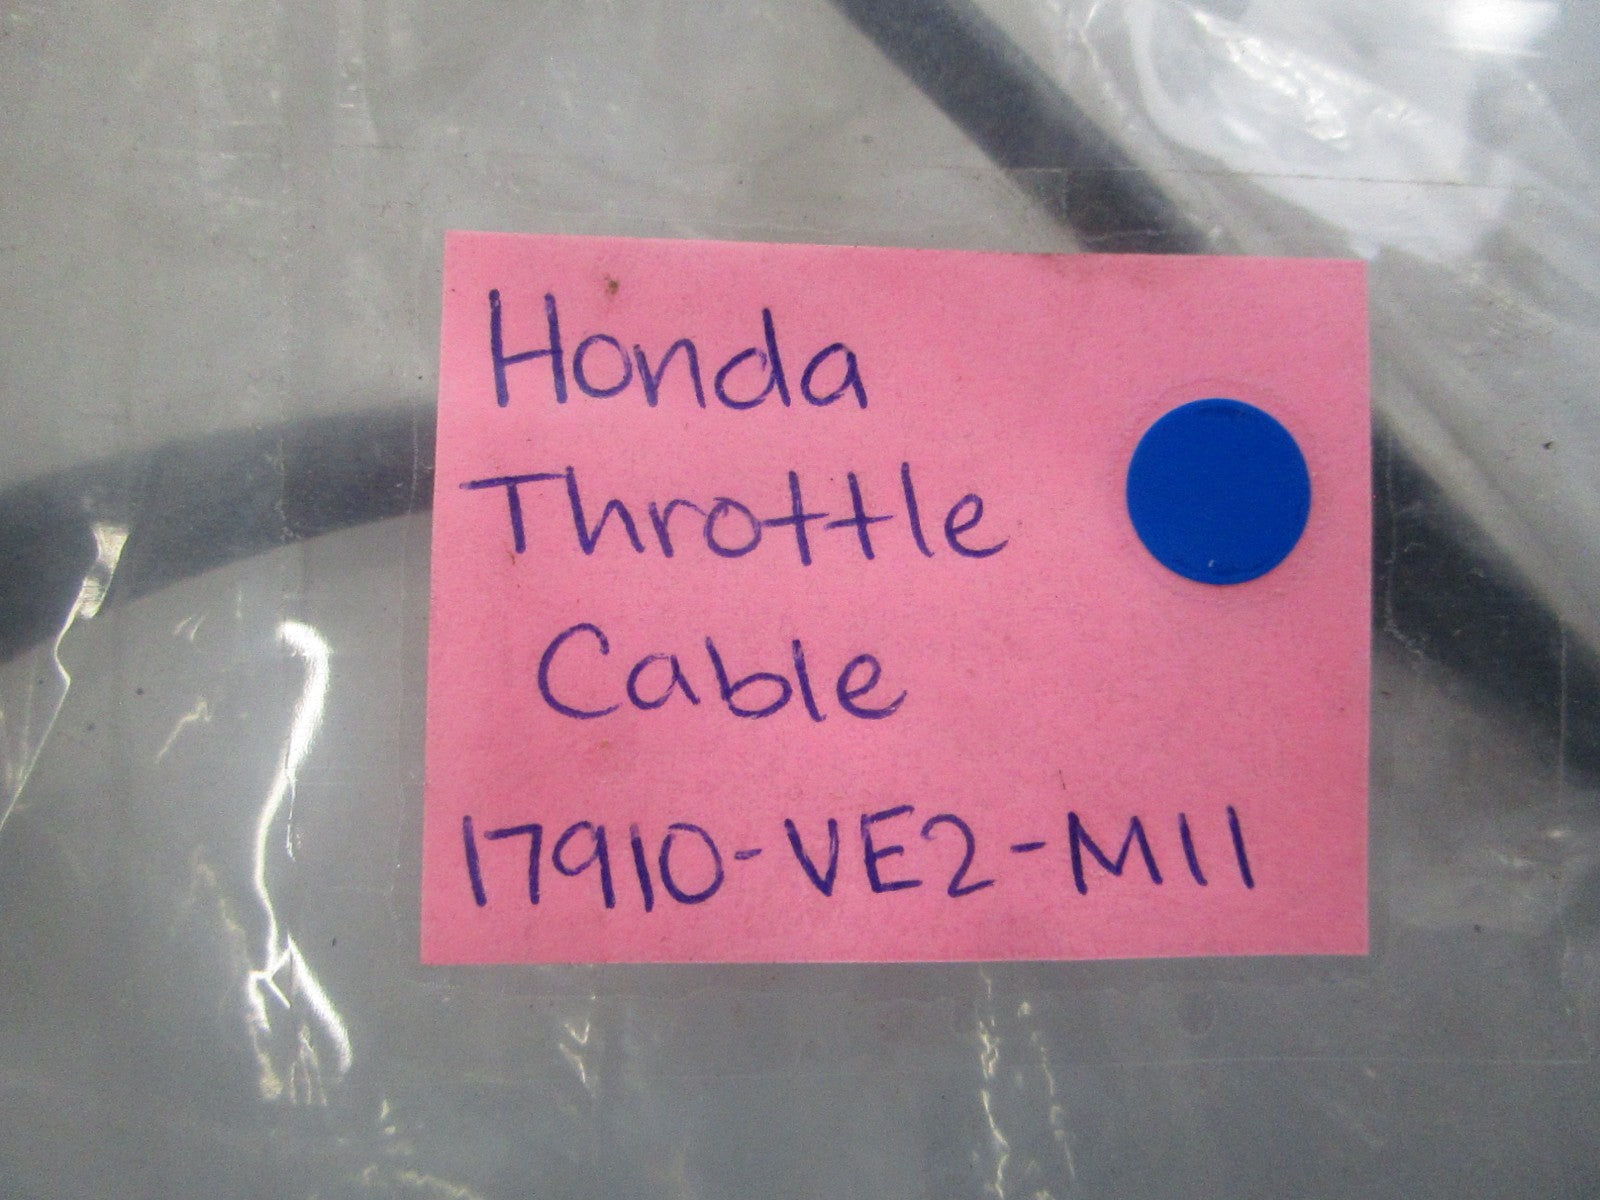 Honda
Throttle
Cable
17910-VE2-M11